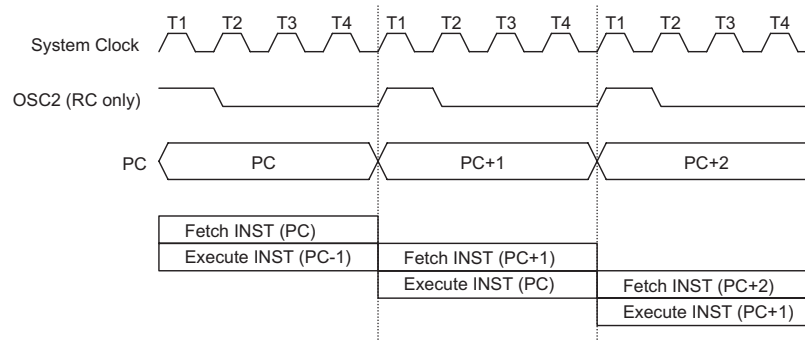 T1 T2 T3 T4 T1 T2 T3 T4 T1 T2 T3 T4
System Clock
OSC2 (RC only)
PC PC PC+1 PC+2
Fetch INST (PC)
Execute INST (PC-1) Fetch INST (PC+1)
Execute INST (PC) Fetch INST (PC+2)
Execute INST (PC+1)